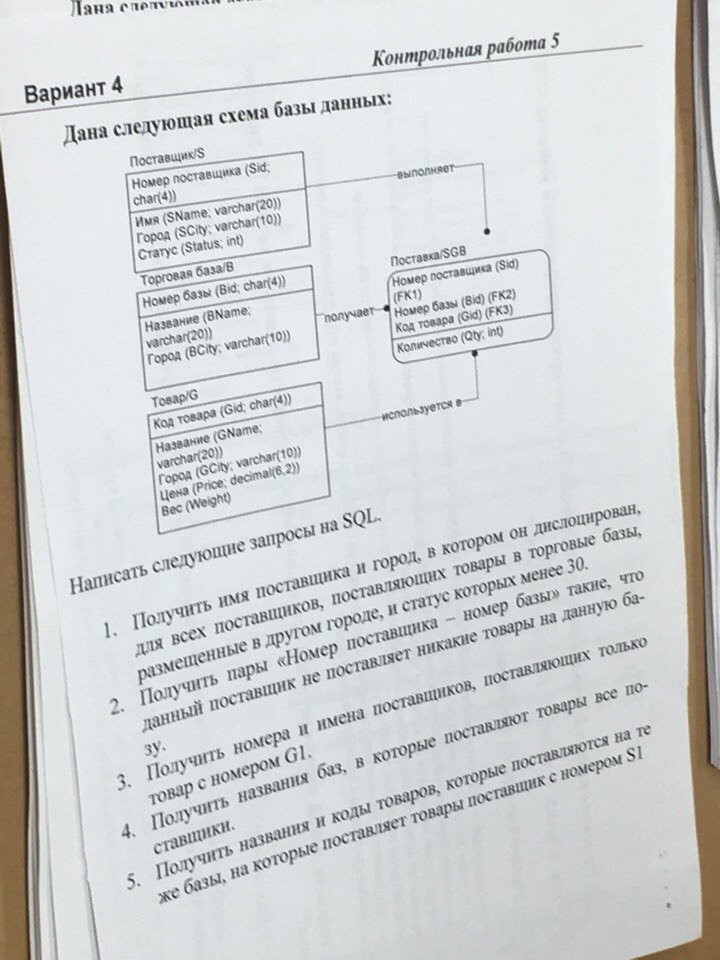 Дана следующая
Контрольная работа 5
Вариант 4
Дана следующая схема базы данных:
Поставщик/S
Номер поставщика (Sid;
char(4))
Имя (SName; varchar(20))
Город (SCity; varchar(10))
Статус (Status; int)
выполняет
Торговая база/B
Номер базы (Bid; char(4))
Название (BName;
varchar(20))
Город (BCity; varchar(10))
получает
Поставка/SGB
Номер поставщика (Sid)
(FK1)
Номер базы (Bid) (FK2)
Код товара (Gid) (FK3)
Количество (Qty; int)
Товар/G
Код товара (Gid; char(4))
Название (GName;
varchar(20))
Город (GCity; varchar(10))
Цена (Price; decimal(6,2))
Вес (Weight)
используется в
Написать следующие запросы на SQL.
1. Получить имя поставщика и город, в котором он дислоцирован,
для всех поставщиков, поставляющих товары в торговые базы,
размещенные в другом городе, и статус которых менее 30.
2. Получить пары «Номер поставщика – номер базы» такие, что
данный поставщик не поставляет никакие товары на данную ба-
зу.
3. Получить номера и имена поставщиков, поставляющих только
товар с номером G1.
4. Получить названия баз, в которые поставляют товары все по-
ставщики.
5. Получить названия и коды товаров, которые поставляются на те
же базы, на которые поставляет товары поставщик с номером S1